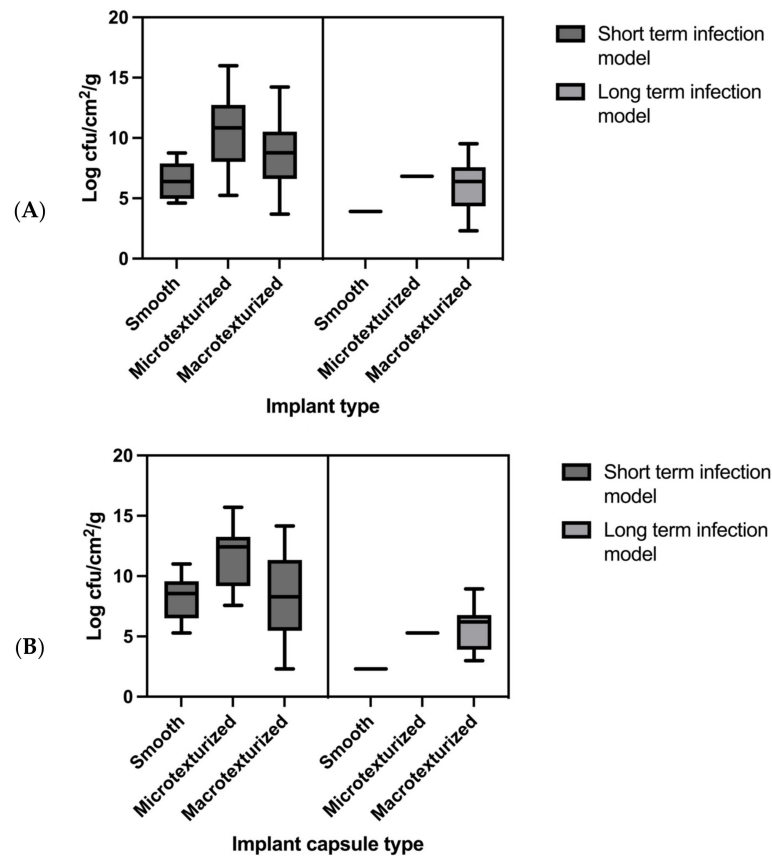 (A)
Log cfu/cm²/g
20
15
10
5
0
Smooth
Microtexturized
Macrotexturized
Smooth
Microtexturized
Macrotexturized
Implant type
Short term infection
model
Long term infection
model
(B)
Log cfu/cm²/g
20
15
10
5
0
Smooth
Microtexturized
Macrotexturized
Smooth
Microtexturized
Macrotexturized
Implant capsule type
Short term infection
model
Long term infection
model